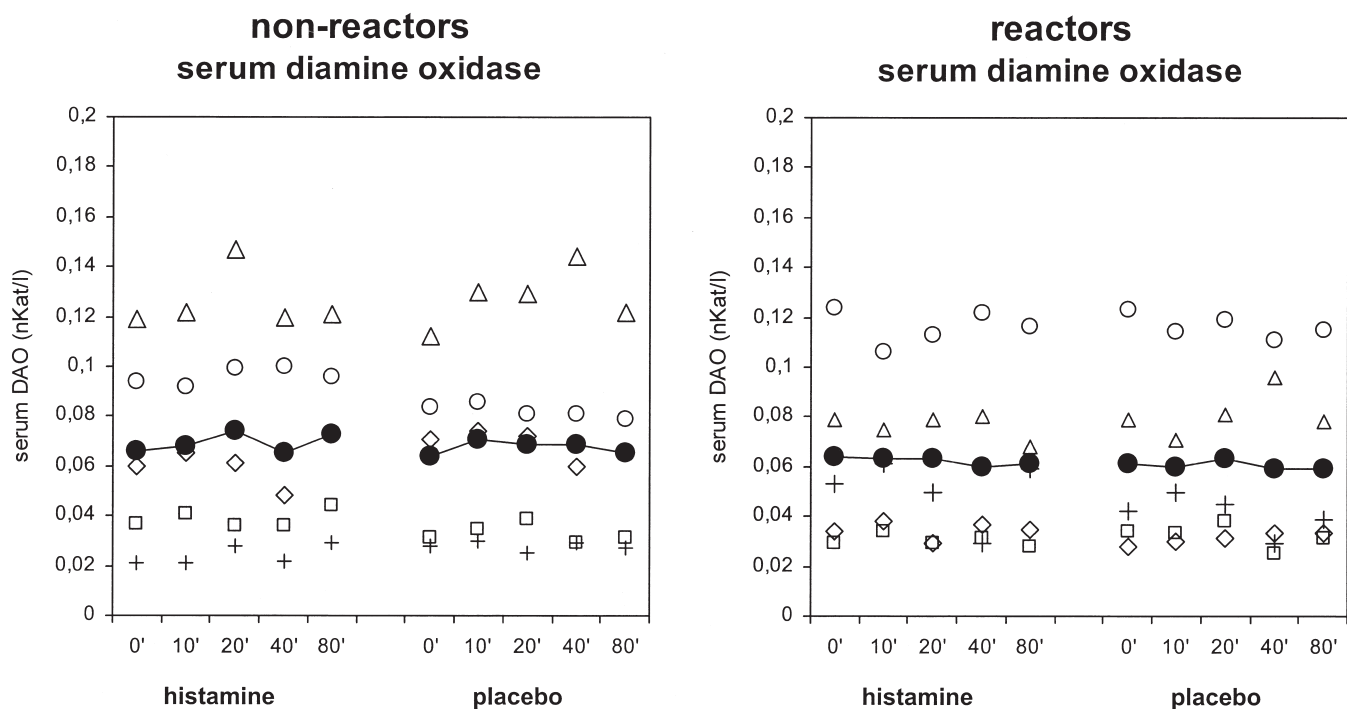 non-reactors
serum diamine oxidase
serum DAO (nKat/l)
0,2
0,18
0,16
0,14
0,12
0,1
0,08
0,06
0,04
0,02
0
0' 10' 20' 40' 80' 0' 10' 20' 40' 80'
histamine placebo
reactors
serum diamine oxidase
serum DAO (nKat/l)
0,2
0,18
0,16
0,14
0,12
0,1
0,08
0,06
0,04
0,02
0
0' 10' 20' 40' 80' 0' 10' 20' 40' 80'
histamine placebo